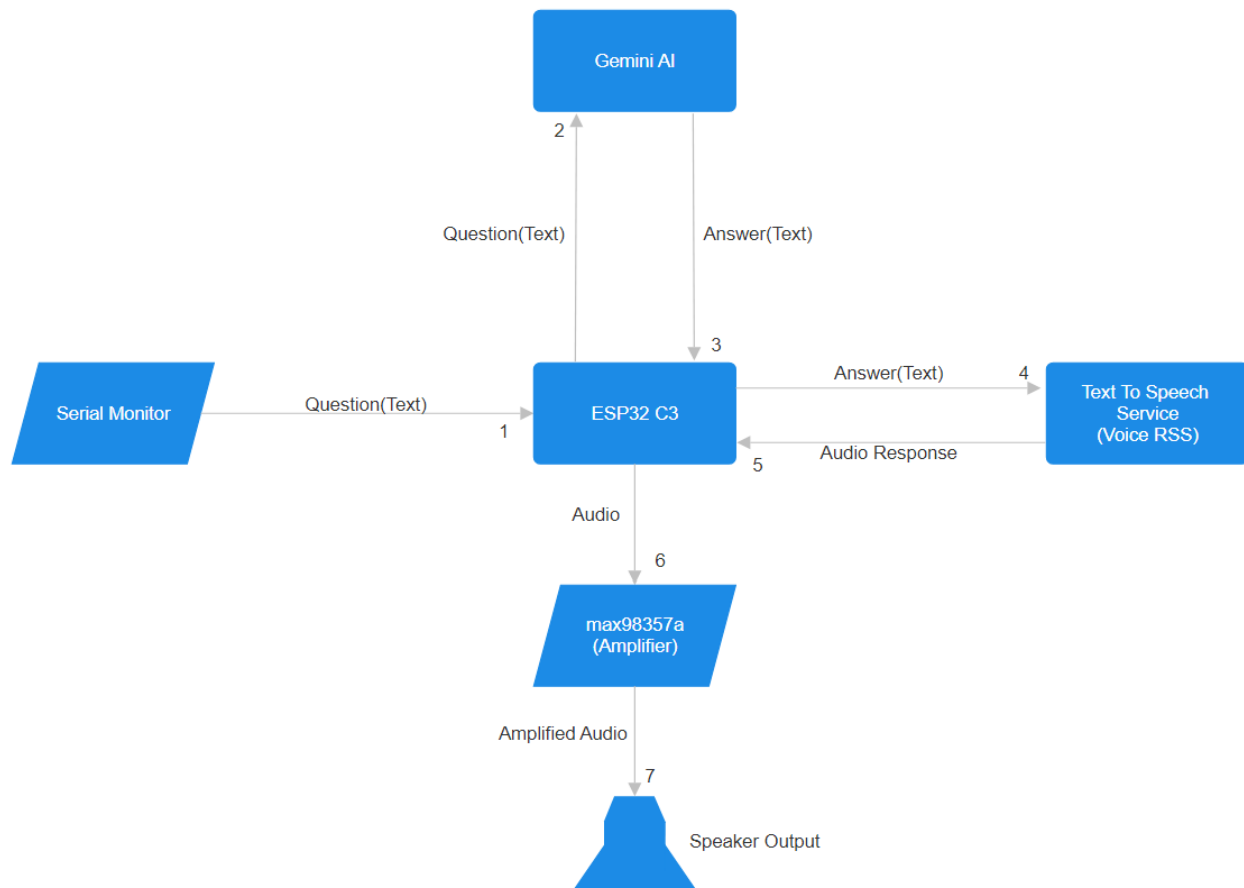 Gemini AI
2
Question(Text)
Answer(Text)
3
Serial Monitor
Question(Text)
1
ESP32 C3
Answer(Text)
4
Text To Speech
Service
(Voice RSS)
5
Audio Response
Audio
6
max98357a
(Amplifier)
Amplified Audio
7
Speaker Output